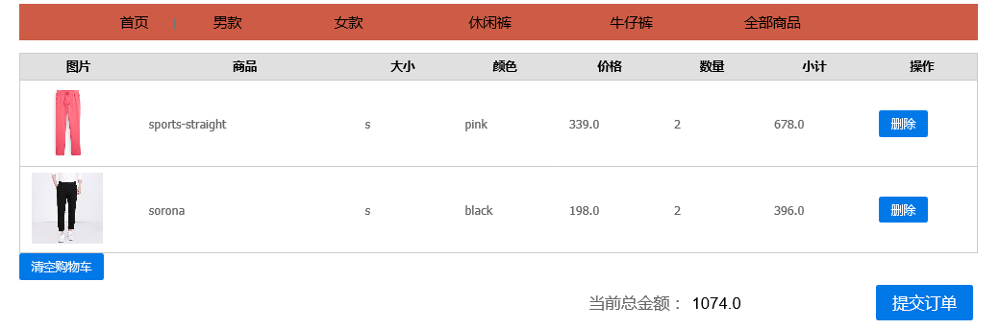 首页 男款 女款 休闲裤 牛仔裤 全部商品
图片 商品 大小 颜色 价格 数量 小计 操作
sports-straight s pink 339.0 2 678.0 删除
sorona s black 198.0 2 396.0 删除
清空购物车
当前总金额： 1074.0 提交订单